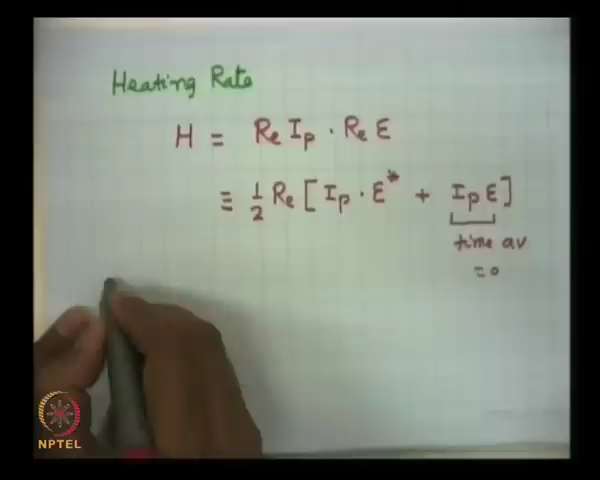 Heating Rate
H = Re Ip · Re E
≡ 1/2 Re [ Ip · E* + Ip E ]
time av
= 0
NPTEL